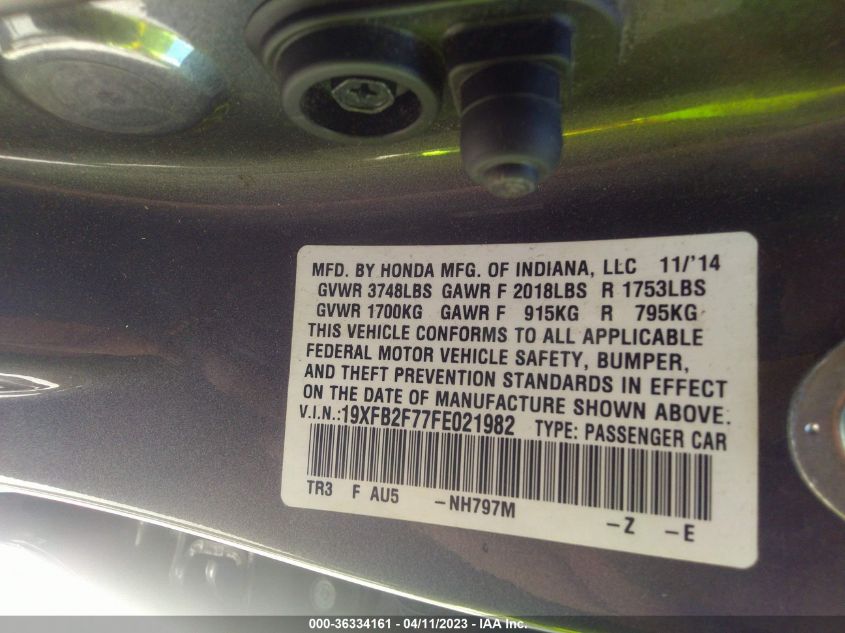 MFD. BY HONDA MFG. OF INDIANA, LLC 11/'14
GVWR 3748LBS GAWR F 2018LBS R 1753LBS
GVWR 1700KG GAWR F 915KG R 795KG
THIS VEHICLE CONFORMS TO ALL APPLICABLE
FEDERAL MOTOR VEHICLE SAFETY, BUMPER,
AND THEFT PREVENTION STANDARDS IN EFFECT
ON THE DATE OF MANUFACTURE SHOWN ABOVE.
V.I.N.:19XFB2F77FE021982 TYPE: PASSENGER CAR
TR3 F AU5 -NH797M -Z -E
000-36334161 - 04/11/2023 - IAA Inc.